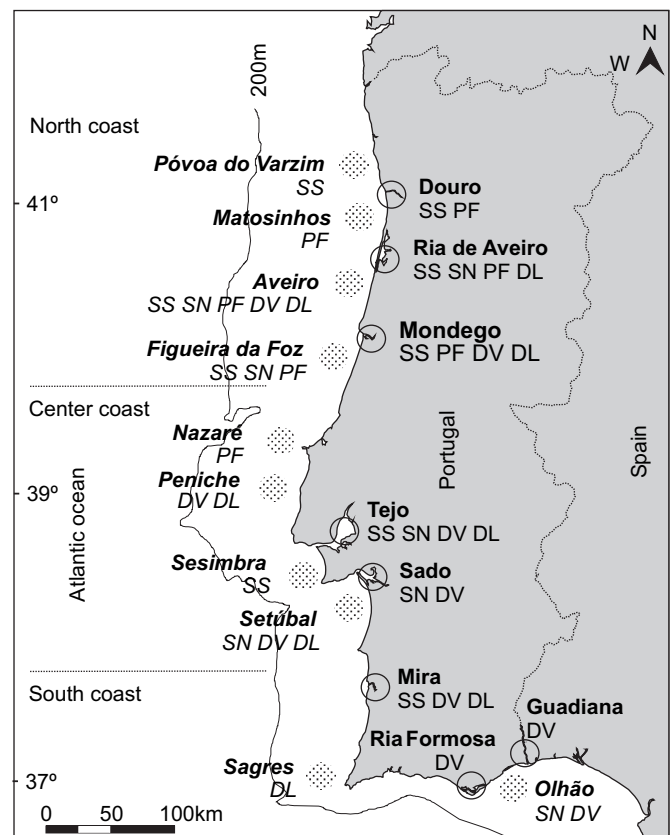 N
W
200m
North coast
Póvoa do Varzim
SS
41º
Douro
SS PF
Matosinhos
PF
Ria de Aveiro
SS SN PF DL
Aveiro
SS SN PF DV DL
Mondego
SS PF DV DL
Figueira da Foz
SS SN PF
Center coast
Nazaré
PF
Peniche
DV DL
39º
Portugal
Spain
Atlantic ocean
Tejo
SS SN DV DL
Sesimbra
SS
Sado
SN DV
Setúbal
SN DV DL
South coast
Mira
SS DV DL
Guadiana
DV
Ria Formosa
DV
Sagres
DL
37º
Olhão
SN DV
0 50 100km